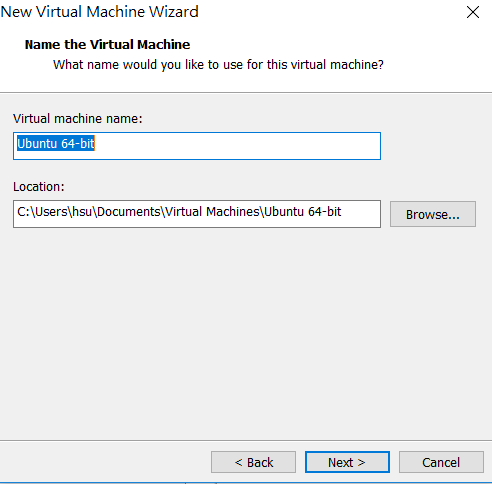 New Virtual Machine Wizard
Name the Virtual Machine
What name would you like to use for this virtual machine?
Virtual machine name:
Ubuntu 64-bit
Location:
C:\Users\hsu\Documents\Virtual Machines\Ubuntu 64-bit
Browse...
< Back
Next >
Cancel